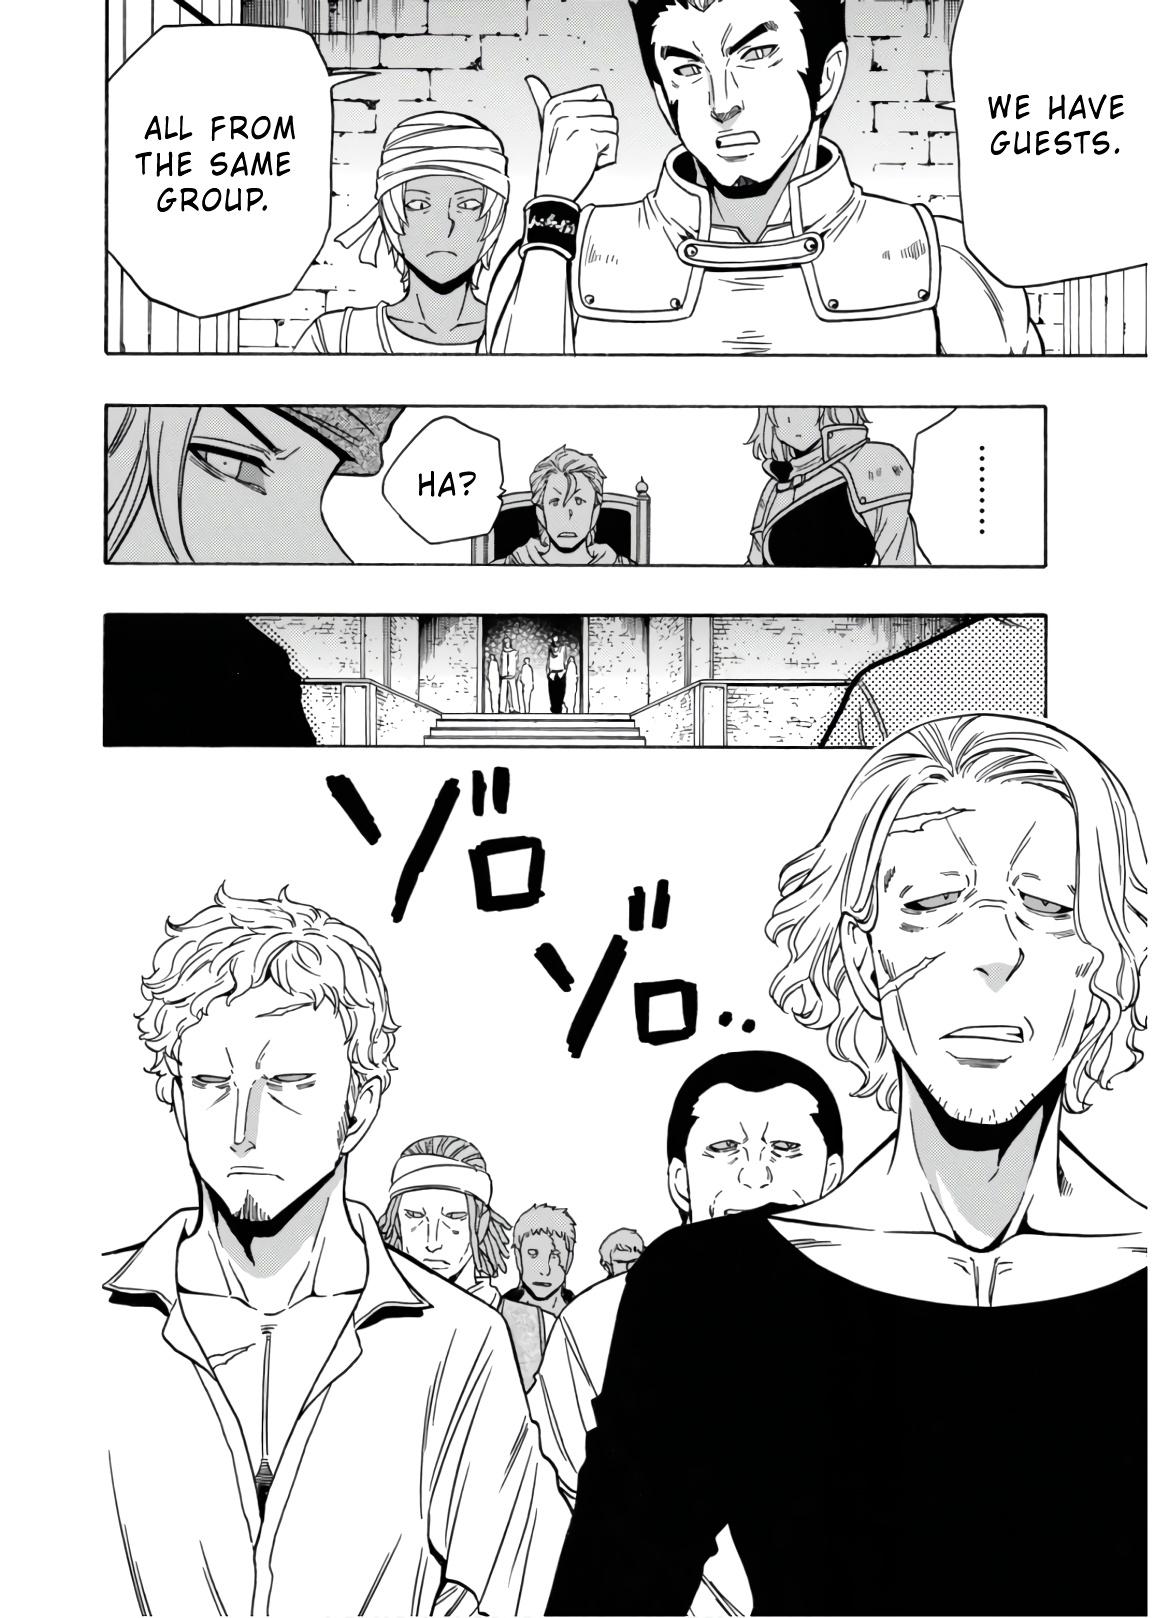 WE HAVE
GUESTS.
ALL FROM
THE SAME
GROUP.
........
HA?
ゾロ
ゾロ..